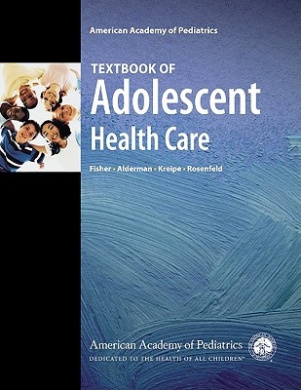 American Academy of Pediatrics
TEXTBOOK OF
Adolescent
Health Care
Fisher • Alderman • Kreipe • Rosenfeld
American Academy of Pediatrics
DEDICATED TO THE HEALTH OF ALL CHILDREN®